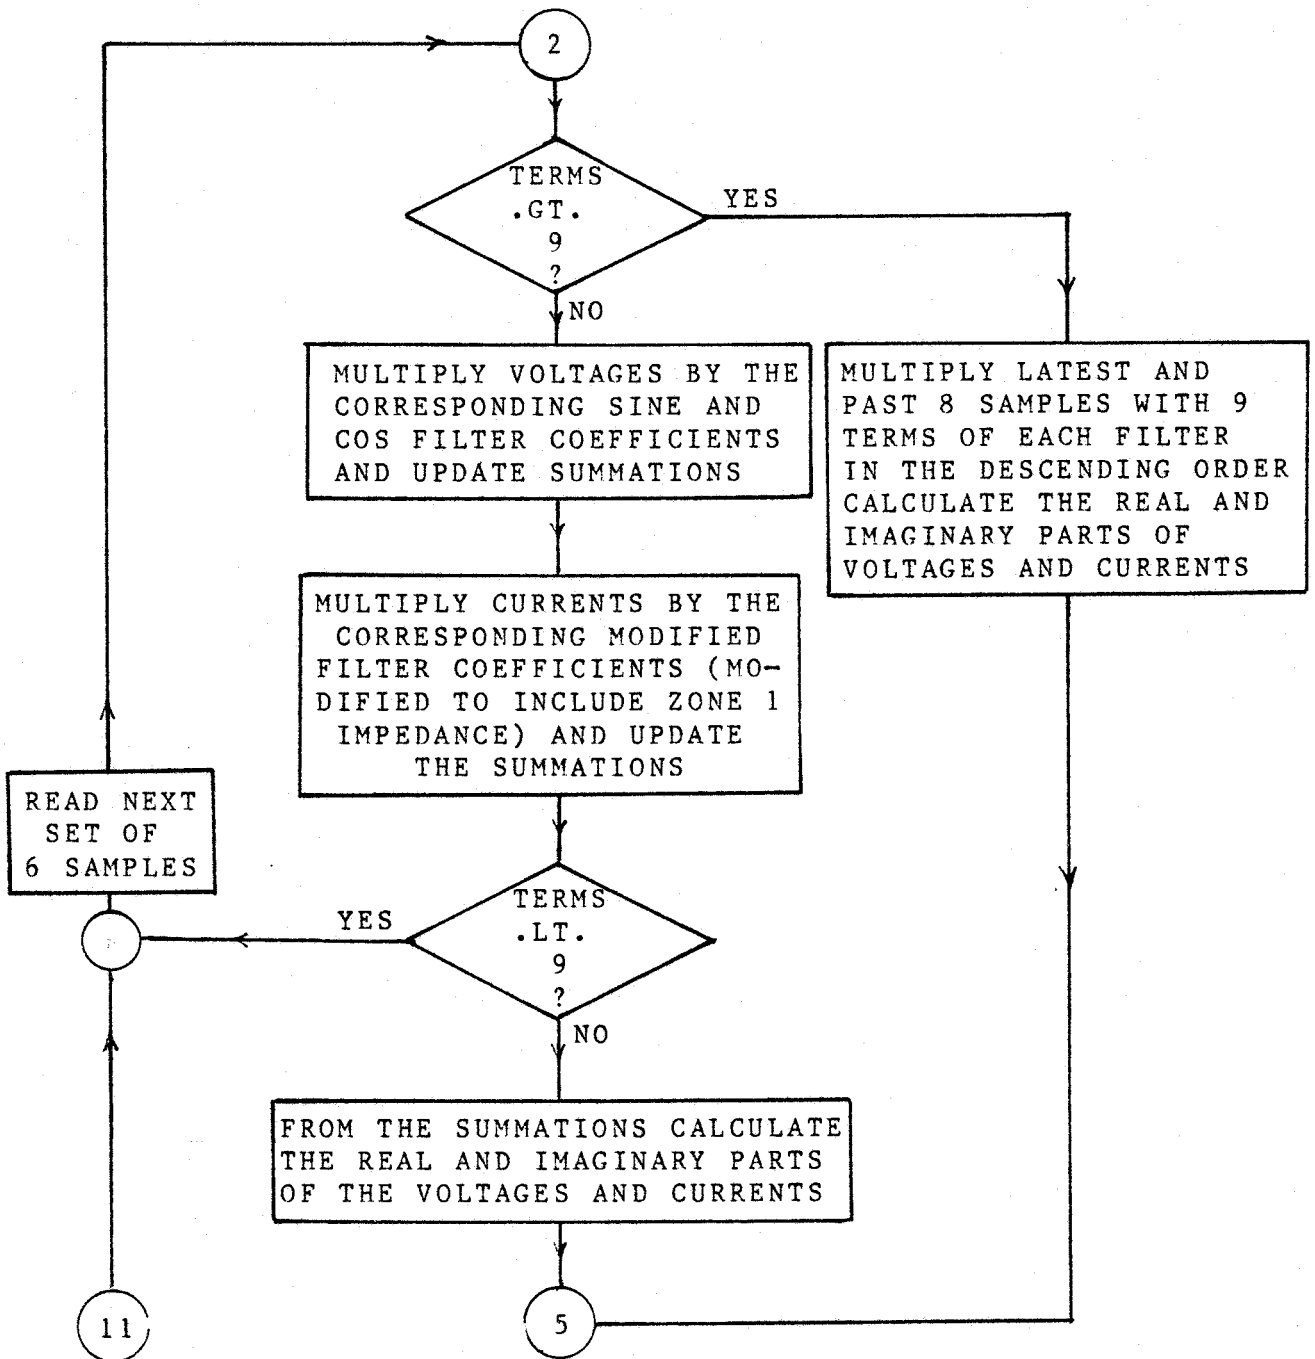 2
TERMS
.GT.
9
?
YES
NO
MULTIPLY VOLTAGES BY THE
CORRESPONDING SINE AND
COS FILTER COEFFICIENTS
AND UPDATE SUMMATIONS
MULTIPLY LATEST AND
PAST 8 SAMPLES WITH 9
TERMS OF EACH FILTER
IN THE DESCENDING ORDER
CALCULATE THE REAL AND
IMAGINARY PARTS OF
VOLTAGES AND CURRENTS
MULTIPLY CURRENTS BY THE
CORRESPONDING MODIFIED
FILTER COEFFICIENTS (MO-
DIFIED TO INCLUDE ZONE 1
IMPEDANCE) AND UPDATE
THE SUMMATIONS
READ NEXT
SET OF
6 SAMPLES
TERMS
.LT.
9
?
YES
NO
FROM THE SUMMATIONS CALCULATE
THE REAL AND IMAGINARY PARTS
OF THE VOLTAGES AND CURRENTS
11
5